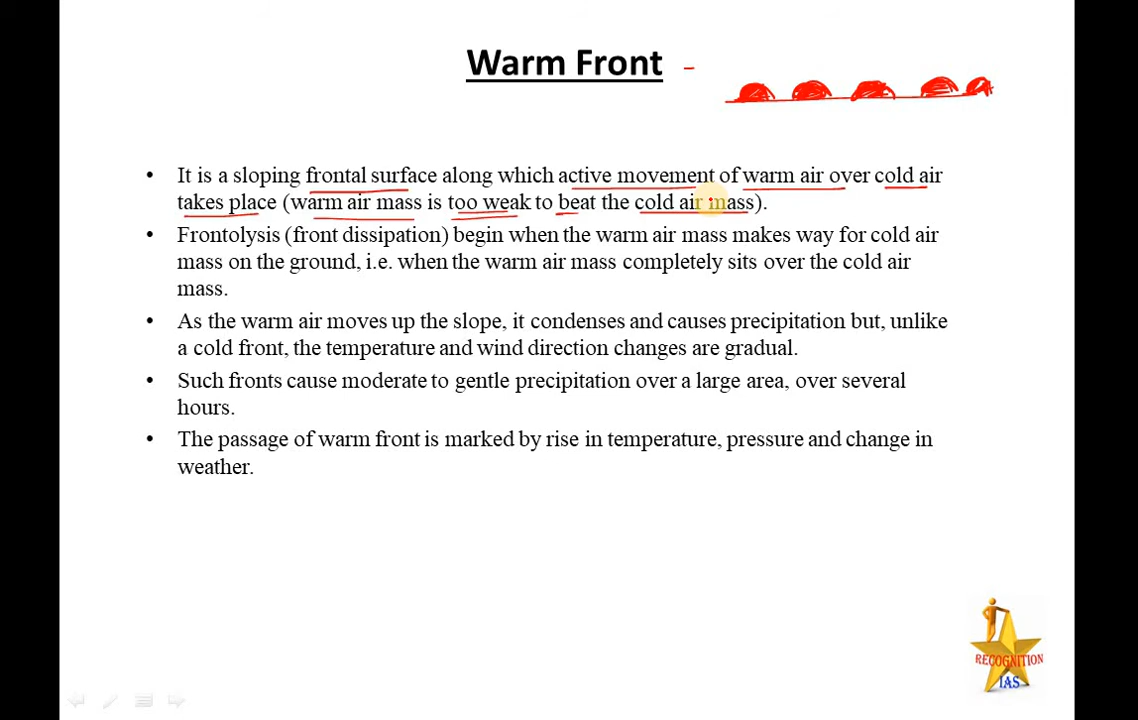 Warm Front
• It is a sloping frontal surface along which active movement of warm air over cold air
takes place (warm air mass is too weak to beat the cold air mass).
• Frontolysis (front dissipation) begin when the warm air mass makes way for cold air
mass on the ground, i.e. when the warm air mass completely sits over the cold air
mass.
• As the warm air moves up the slope, it condenses and causes precipitation but, unlike
a cold front, the temperature and wind direction changes are gradual.
• Such fronts cause moderate to gentle precipitation over a large area, over several
hours.
• The passage of warm front is marked by rise in temperature, pressure and change in
weather.
RECOGNITION
IAS